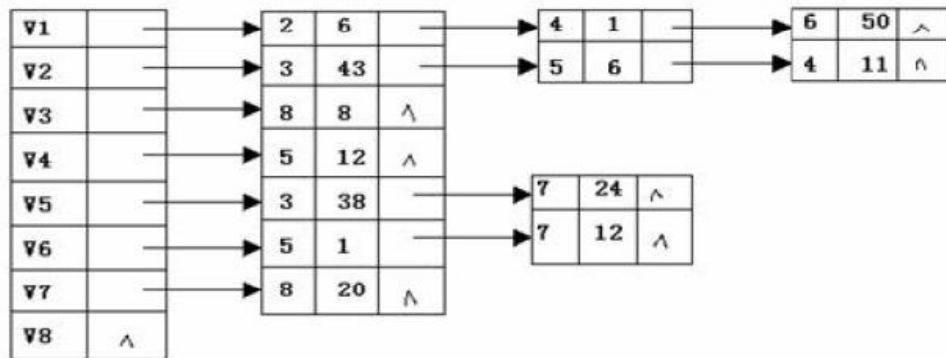 V1 2 6 4 1 6 50 ^
V2 3 43 5 6 4 11 ^
V3 8 8 ^
V4 5 12 ^
V5 3 38 7 24 ^
V6 5 1 7 12 ^
V7 8 20 ^
V8 ^